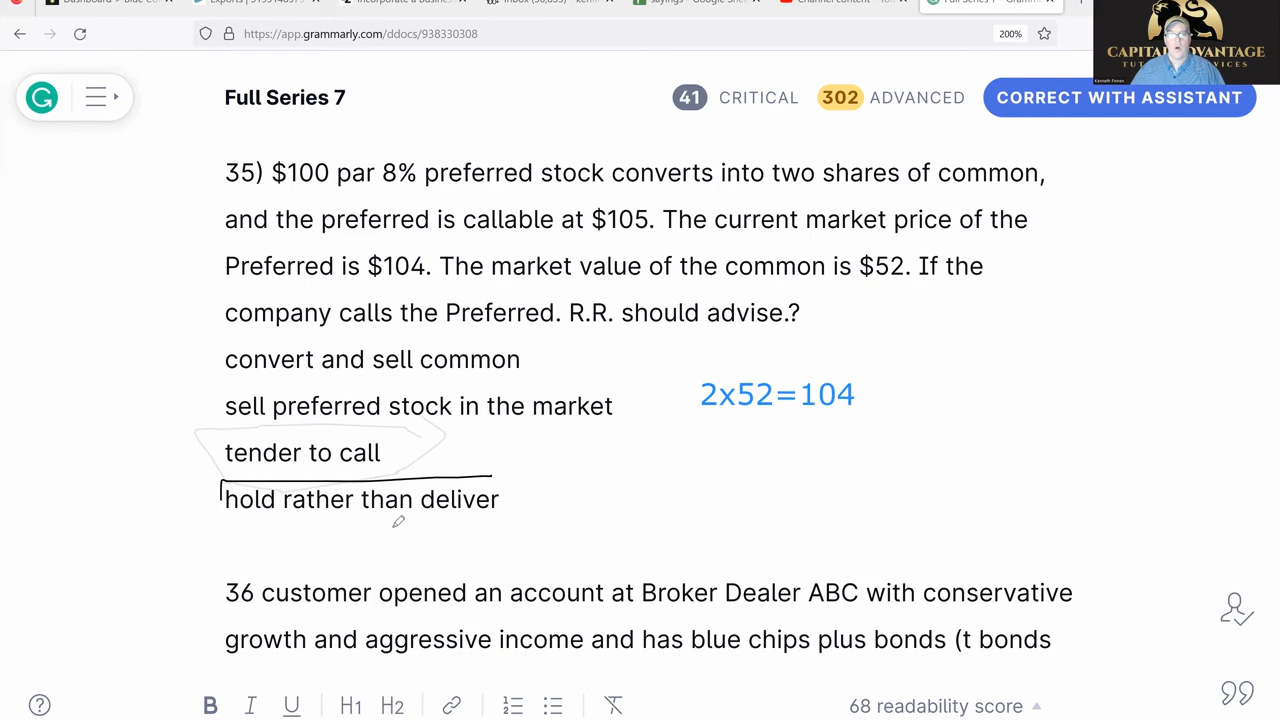 https://app.grammarly.com/ddocs/938330308
200%
CAPITAL ADVANTAGE
Full Series 7
41 CRITICAL 302 ADVANCED CORRECT WITH ASSISTANT
35) $100 par 8% preferred stock converts into two shares of common,
and the preferred is callable at $105. The current market price of the
Preferred is $104. The market value of the common is $52. If the
company calls the Preferred. R.R. should advise.?
convert and sell common
2x52=104
sell preferred stock in the market
tender to call
hold rather than deliver
36 customer opened an account at Broker Dealer ABC with conservative
growth and aggressive income and has blue chips plus bonds (t bonds
B I U H1 H2 68 readability score